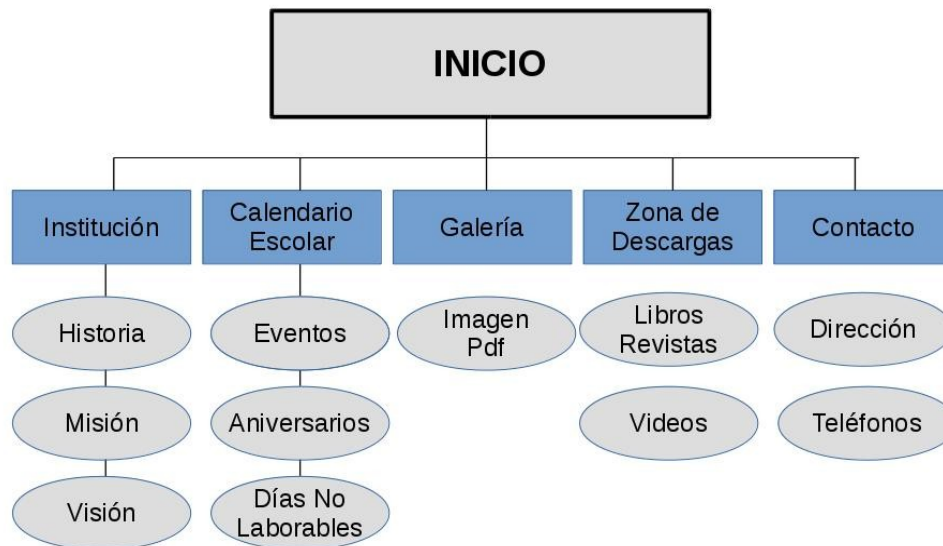 INICIO
Institución
Calendario
Escolar
Galería
Zona de
Descargas
Contacto
Historia
Eventos
Imagen
Pdf
Libros
Revistas
Dirección
Misión
Aniversarios
Videos
Teléfonos
Visión
Días No
Laborables